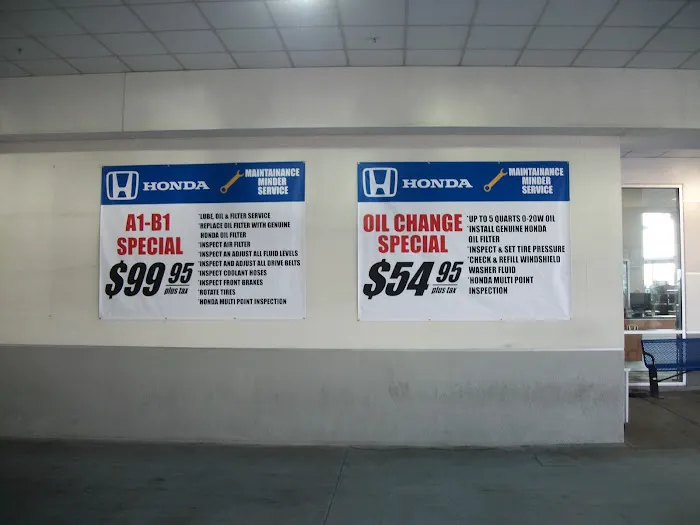 HONDA
MAINTAINANCE
MINDER
SERVICE
A1-B1
SPECIAL
$99.95
plus tax
*LUBE, OIL & FILTER SERVICE
*REPLACE OIL FILTER WITH GENUINE
HONDA OIL FILTER
*INSPECT AIR FILTER
*INSPECT AN ADJUST ALL FLUID LEVELS
*INSPECT AND ADJUST ALL DRIVE BELTS
*INSPECT COOLANT HOSES
*INSPECT FRONT BRAKES
*ROTATE TIRES
*HONDA MULTI POINT INSPECTION
HONDA
MAINTAINANCE
MINDER
SERVICE
OIL CHANGE
SPECIAL
$54.95
plus tax
*UP TO 5 QUARTS 0-20W OIL
*INSTALL GENUINE HONDA
OIL FILTER
*INSPECT & SET TIRE PRESSURE
*CHECK & REFILL WINDSHIELD
WASHER FLUID
*HONDA MULTI POINT
INSPECTION